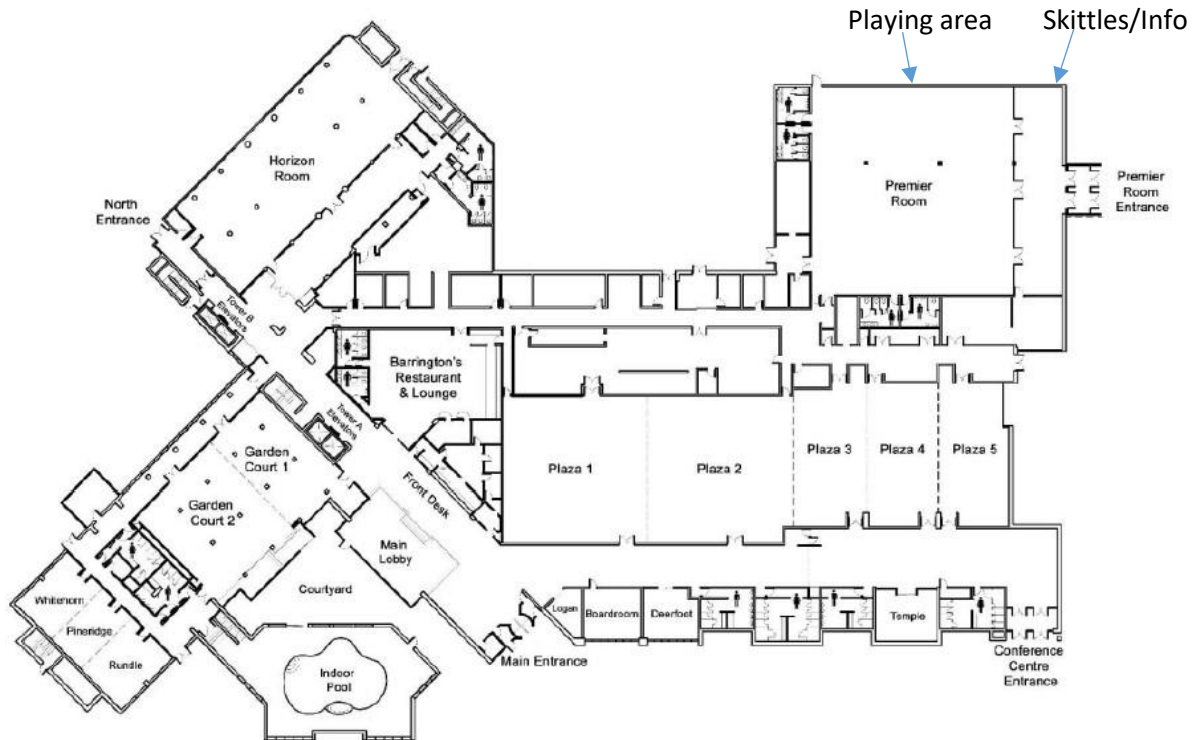 Playing area
Skittles/Info
Horizon
Room
North
Entrance
Premier
Room
Premier
Room
Entrance
Tower B
Elevators
Barrington's
Restaurant
& Lounge
Tower A
Elevators
Garden
Court 1
Garden
Court 2
Front Desk
Plaza 1
Plaza 2
Plaza 3
Plaza 4
Plaza 5
Main
Lobby
Courtyard
Whitehorn
Pineridge
Rundle
Indoor
Pool
Main Entrance
Logan
Boardroom
Deerfoot
Temple
Conference
Centre
Entrance